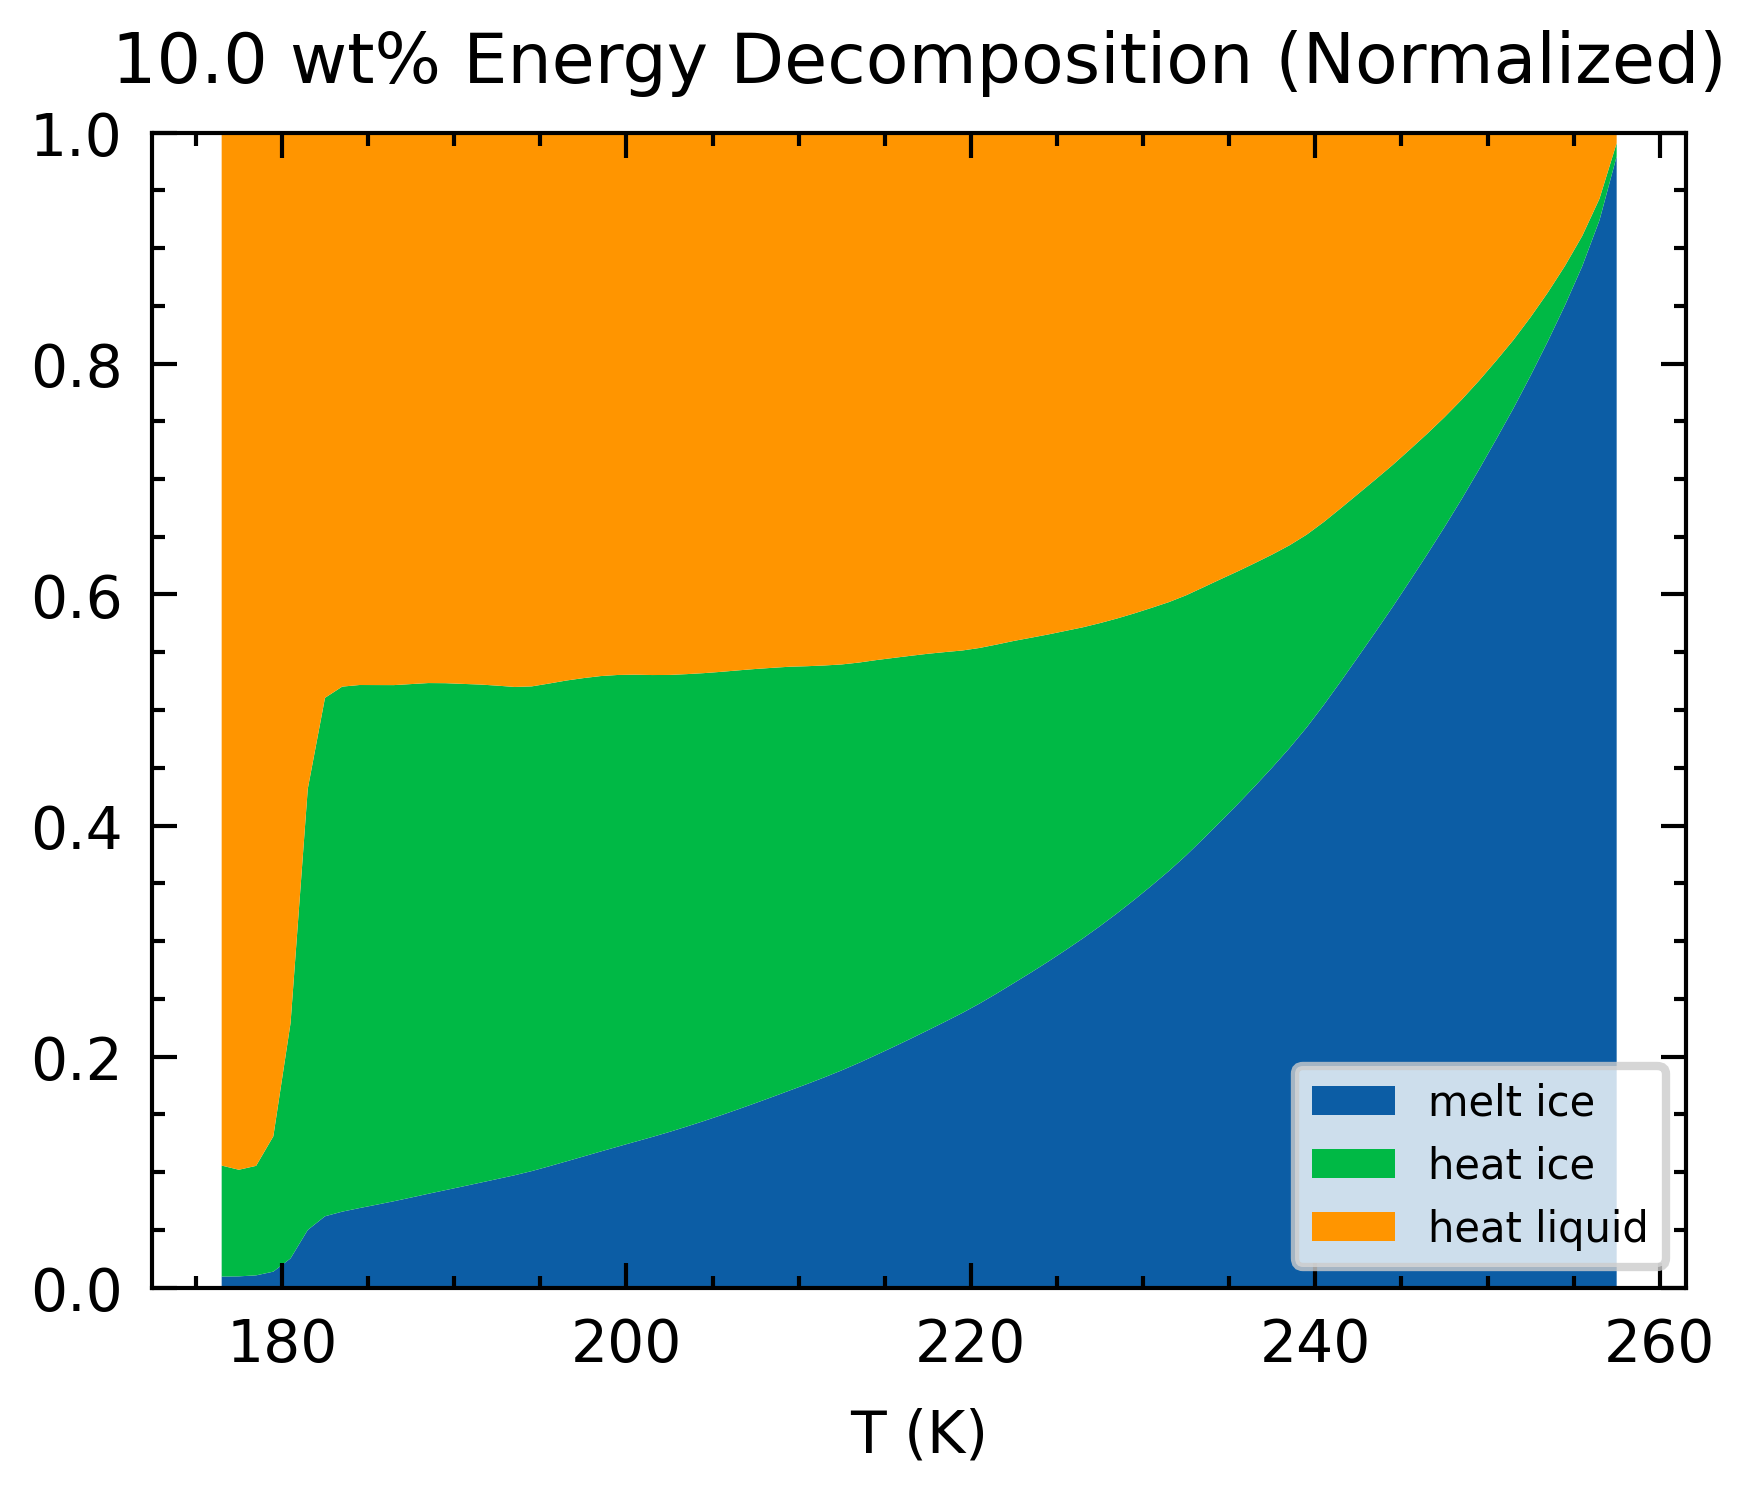 10.0 wt% Energy Decomposition (Normalized)
1.0
0.8
0.6
0.4
0.2
0.0
melt ice
heat ice
heat liquid
180 200 220 240 260
T (K)